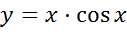 y = x · cos x